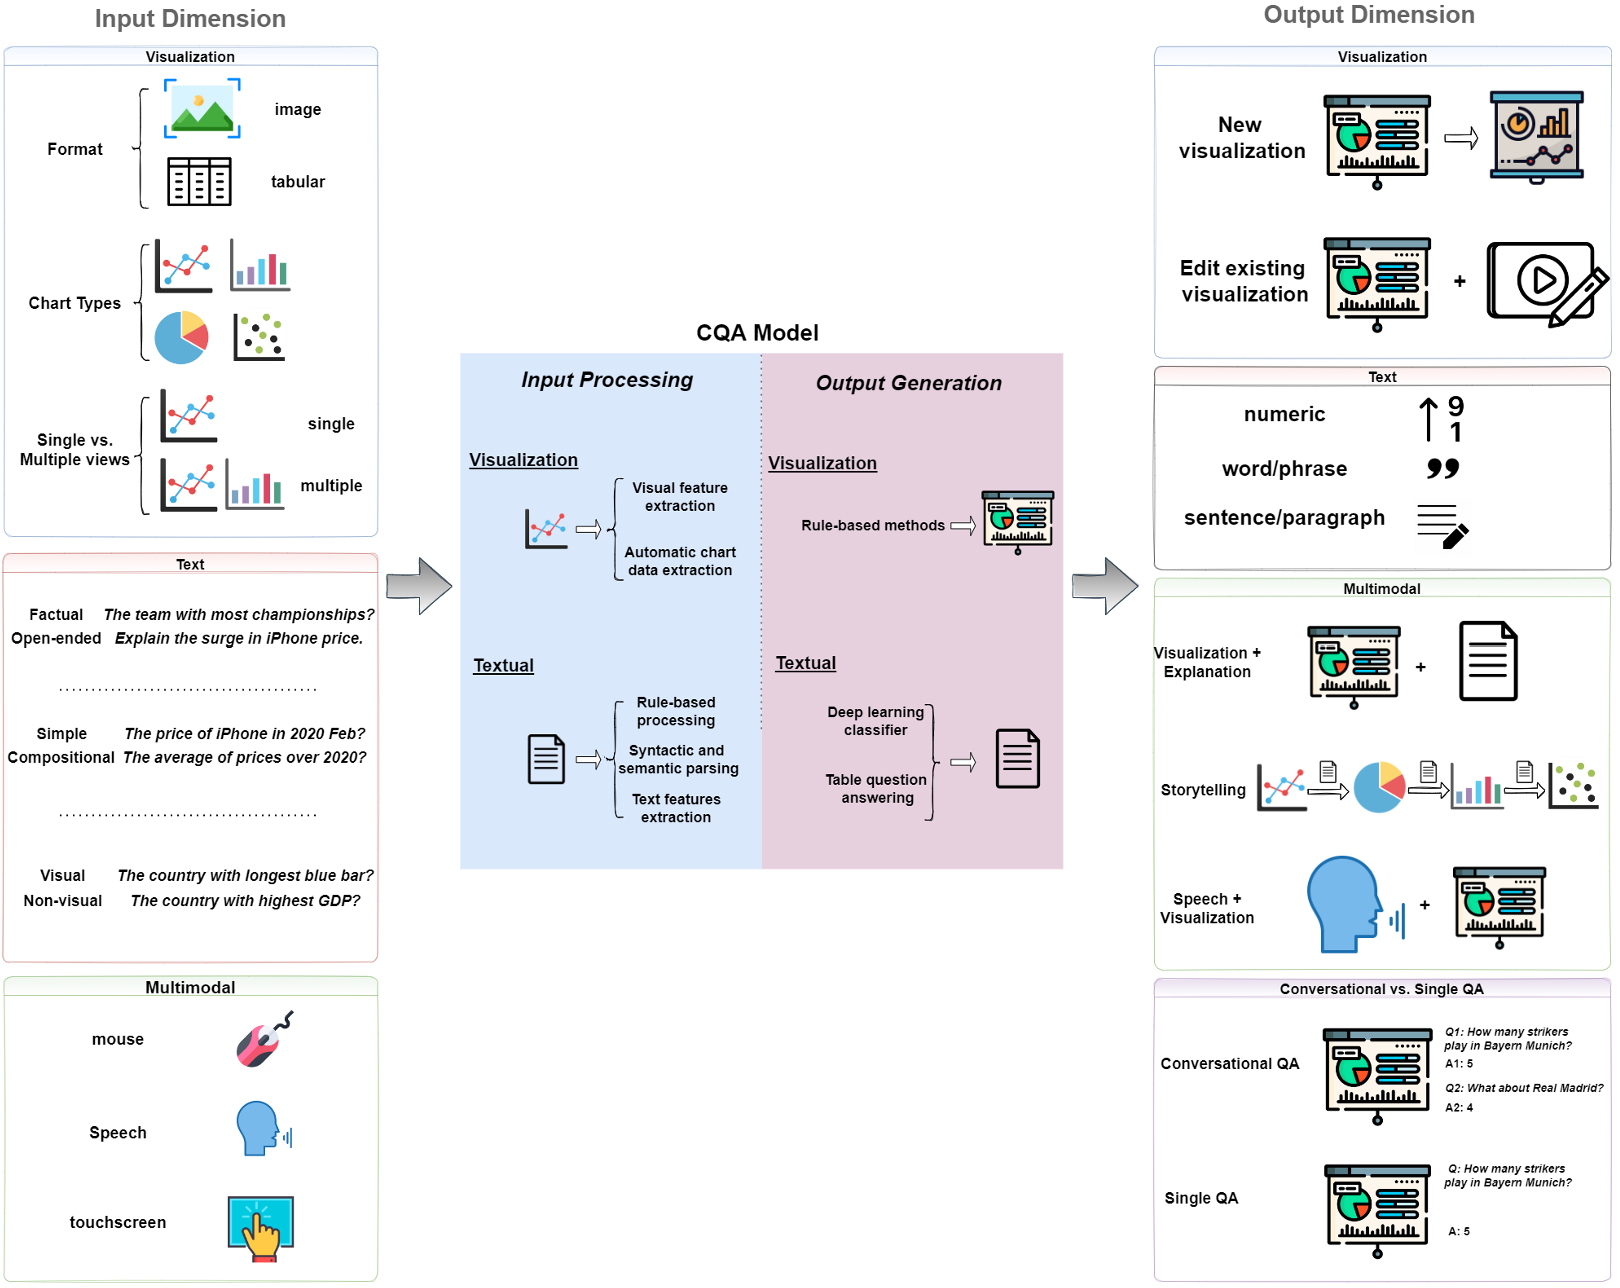 Input Dimension
Visualization
Format
image
tabular
Chart Types
Single vs.
Multiple views
single
multiple
Text
Factual The team with most championships?
Open-ended Explain the surge in iPhone price.
Simple The price of iPhone in 2020 Feb?
Compositional The average of prices over 2020?
Visual The country with longest blue bar?
Non-visual The country with highest GDP?
Multimodal
mouse
Speech
touchscreen
CQA Model
Input Processing
Visualization
Visual feature
extraction
Automatic chart
data extraction
Textual
Rule-based
processing
Syntactic and
semantic parsing
Text features
extraction
Output Generation
Visualization
Rule-based methods
Textual
Deep learning
classifier
Table question
answering
Output Dimension
Visualization
New
visualization
Edit existing
visualization
+
Text
numeric
9
1
word/phrase
sentence/paragraph
Multimodal
Visualization +
Explanation
+
Storytelling
Speech +
Visualization
+
Conversational vs. Single QA
Conversational QA
Q1: How many strikers
play in Bayern Munich?
A1: 5
Q2: What about Real Madrid?
A2: 4
Single QA
Q: How many strikers
play in Bayern Munich?
A: 5